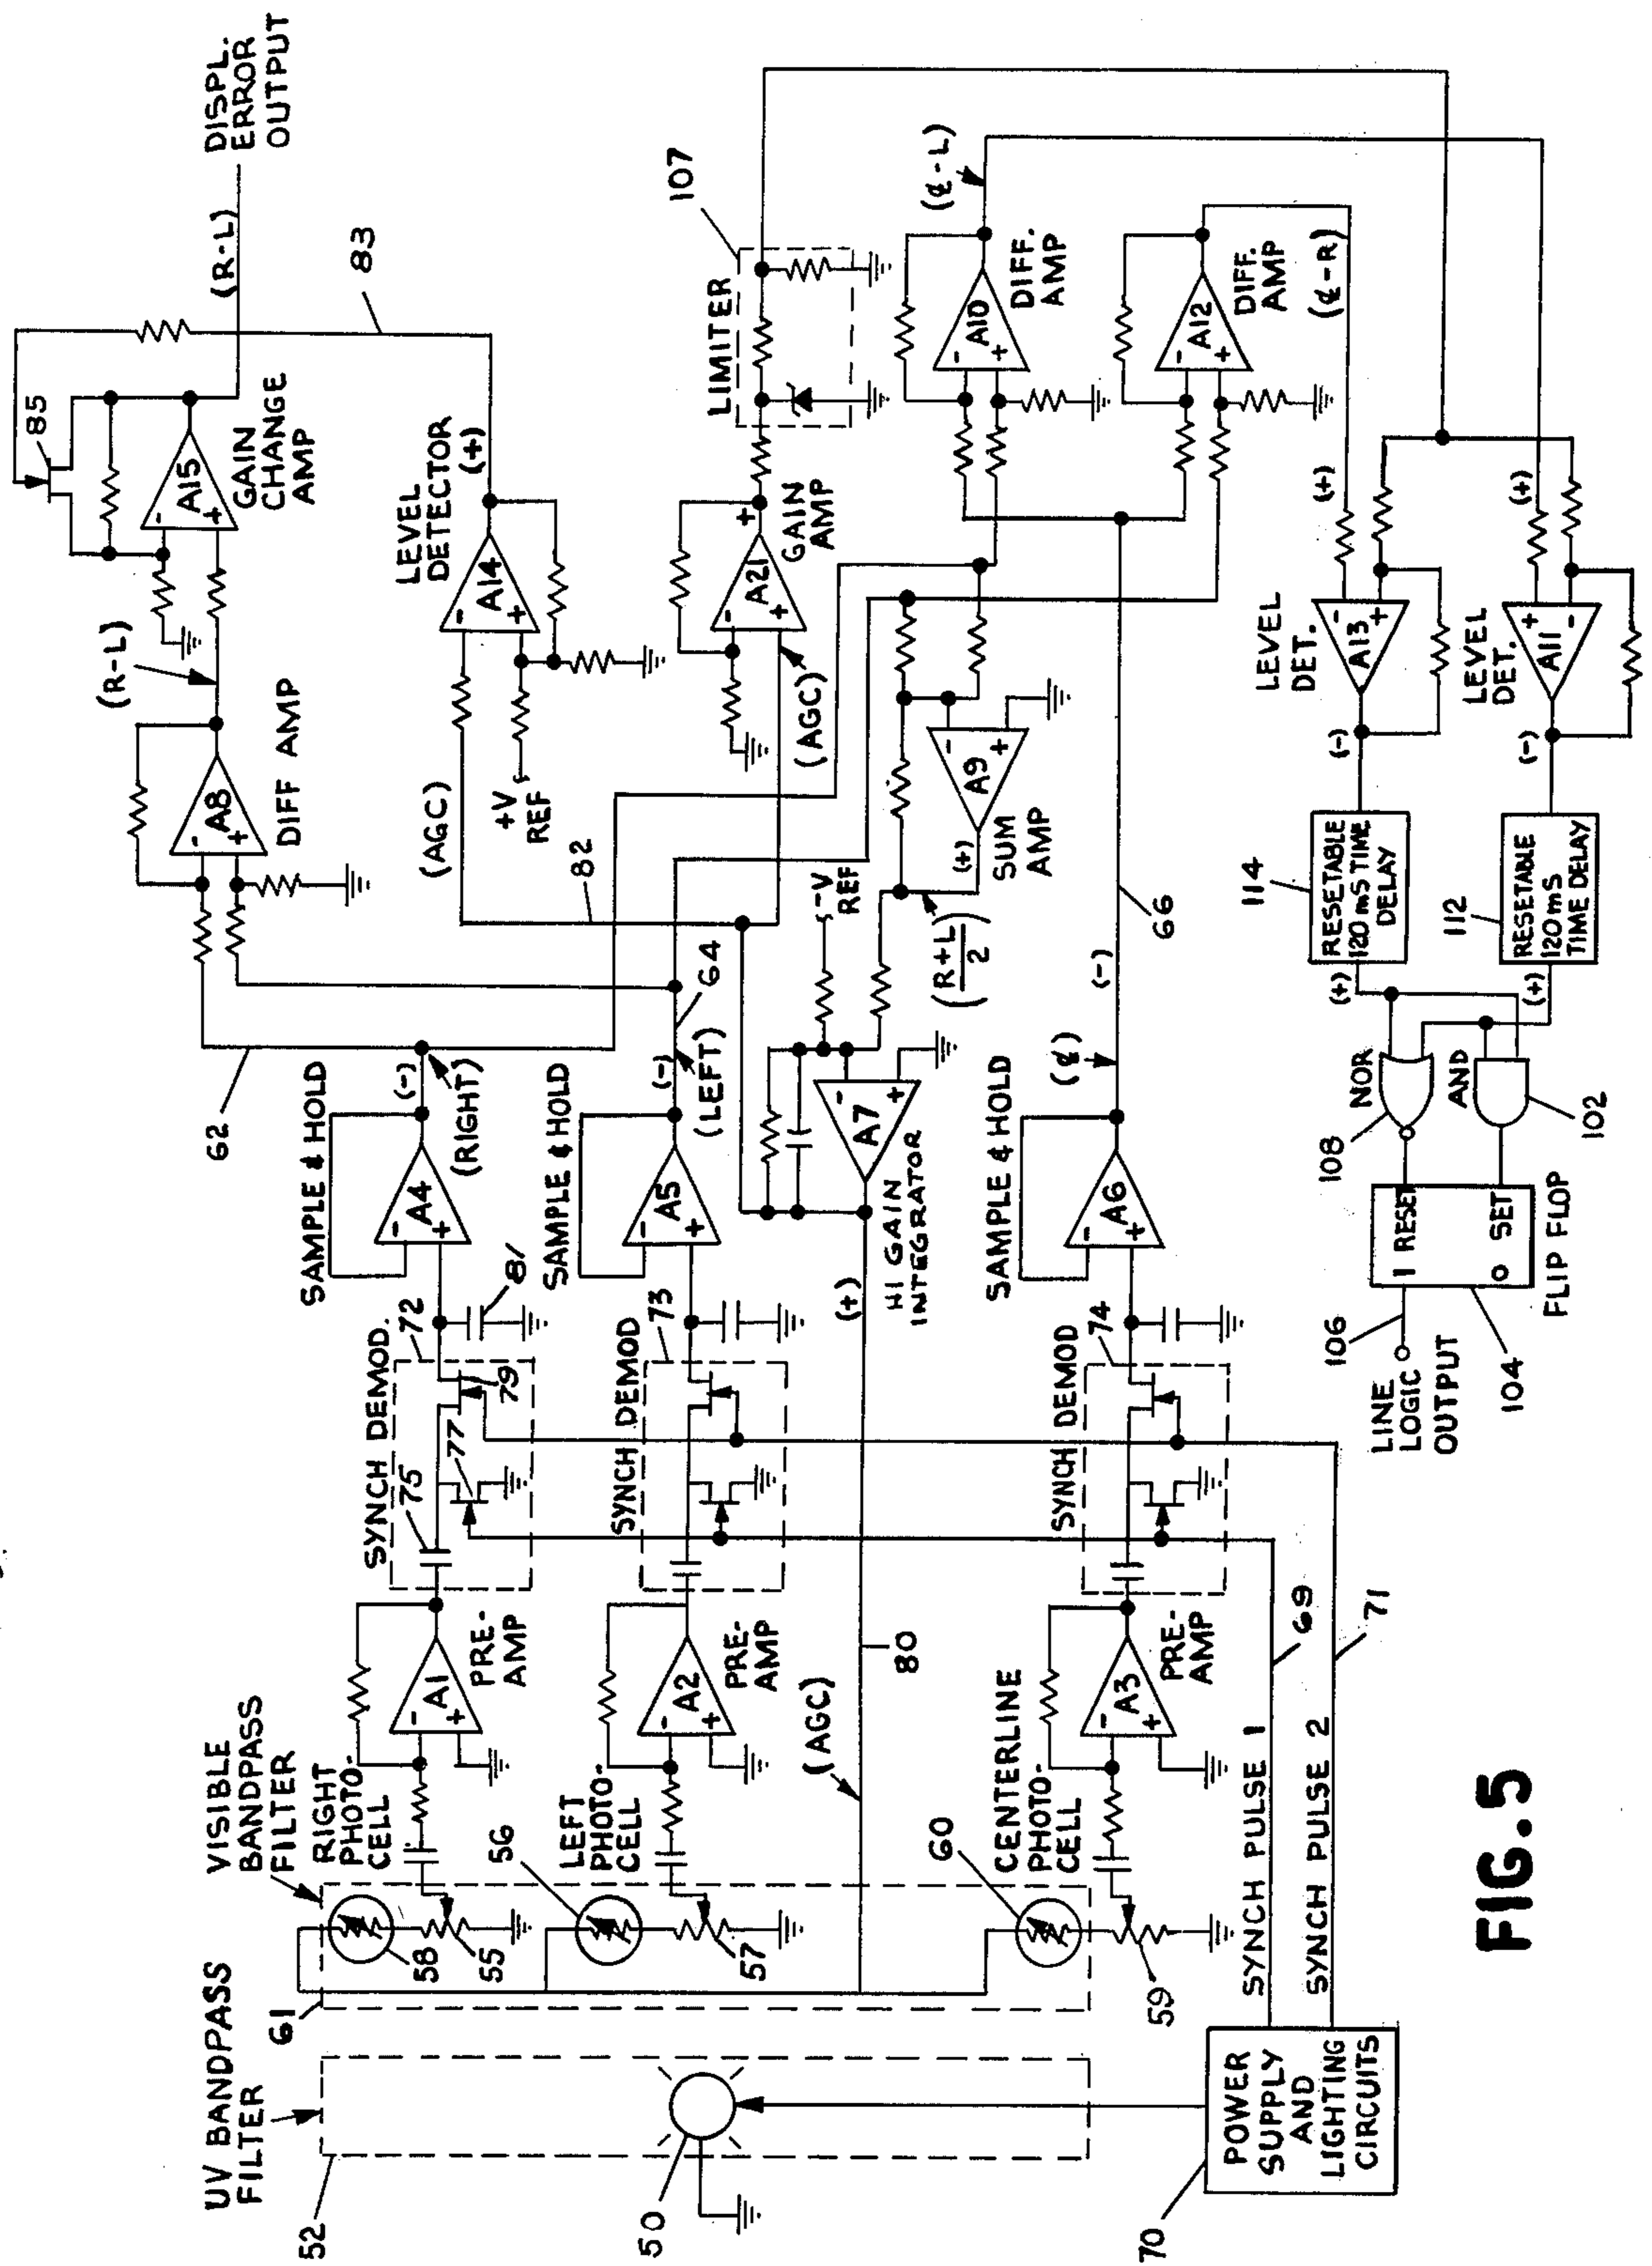 UV BANDPASS
FILTER
52
50
70
POWER
SUPPLY
AND
LIGHTING
CIRCUITS
61
VISIBLE
BANDPASS
FILTER
RIGHT
PHOTO-
CELL
58
55
56
LEFT
PHOTO-
CELL
57
60
CENTERLINE
PHOTO-
CELL
59
(AGC)
80
SYNCH PULSE 1
69
SYNCH PULSE 2
71
-
+
A1
PRE-
AMP
-
+
A2
PRE-
AMP
-
+
A3
PRE-
AMP
SYNCH DEMOD.
72
75
77
79
81
SYNCH DEMOD
73
SYNCH DEMOD
74
SAMPLE & HOLD
-
+
A4
(-)
(RIGHT)
62
SAMPLE & HOLD
-
+
A5
(-)
(LEFT)
64
SAMPLE & HOLD
-
+
A6
(℄)
(-)
66
(+)
HI GAIN
INTEGRATOR
-
+
A7
-V
REF
(R+L
2)
(+)
SUM
AMP
-
+
A9
-
+
A8
DIFF AMP
(R-L)
(AGC)
82
+V
REF
LEVEL
DETECTOR
-
+
A14
(+)
83
-
+
A15
GAIN
CHANGE
AMP
85
(R-L)
DISPL.
ERROR
OUTPUT
(AGC)
-
+
A21
+
GAIN
AMP
LIMITER
107
-
+
A10
DIFF.
AMP
(℄-L)
-
+
A12
DIFF.
AMP
(℄-R)
(+)
(+)
LEVEL
DET.
-
+
A13
(-)
LEVEL
DET.
+
-
A11
(-)
114
RESETABLE
120 ms TIME
DELAY
(+)
112
RESETABLE
120 ms
TIME DELAY
(+)
NOR
108
AND
102
1 RESET
0 SET
FLIP FLOP
104
106
LINE
LOGIC
OUTPUT
FIG. 5